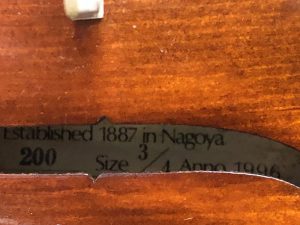 Established 1887 in Nagoya
200 Size 3/4 Anno 1996